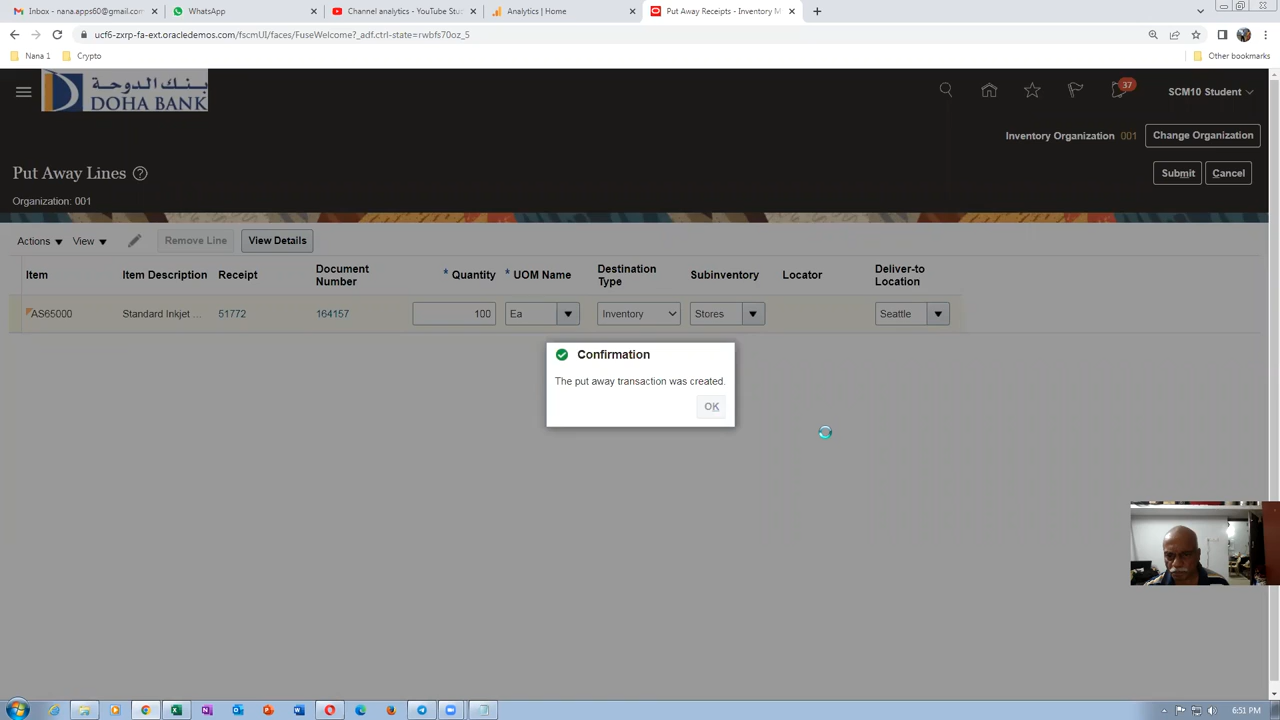 Inbox - nana.apps60@gmail.com
WhatsApp
Channel analytics - YouTube Stu
Analytics | Home
Put Away Receipts - Inventory M
ucf6-zxrp-fa-ext.oracledemos.com/fscmUI/faces/FuseWelcome?_adf.ctrl-state=rwbfs70oz_5
Nana 1
Crypto
Other bookmarks
بنك الدوحة
DOHA BANK
37
SCM10 Student
Inventory Organization 001
Change Organization
Put Away Lines
Submit
Cancel
Organization: 001
Actions
View
Remove Line
View Details
Item
Item Description
Receipt
Document Number
* Quantity
* UOM Name
Destination Type
Subinventory
Locator
Deliver-to Location
AS65000
Standard Inkjet ...
51772
164157
100
Ea
Inventory
Stores
Seattle
Confirmation
The put away transaction was created.
OK
6:51 PM